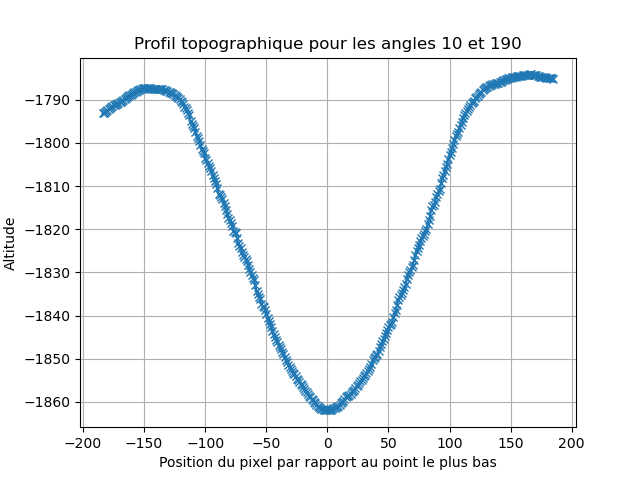 Profil topographique pour les angles 10 et 190
Altitude
−1790
−1800
−1810
−1820
−1830
−1840
−1850
−1860
−200 −150 −100 −50 0 50 100 150 200
Position du pixel par rapport au point le plus bas